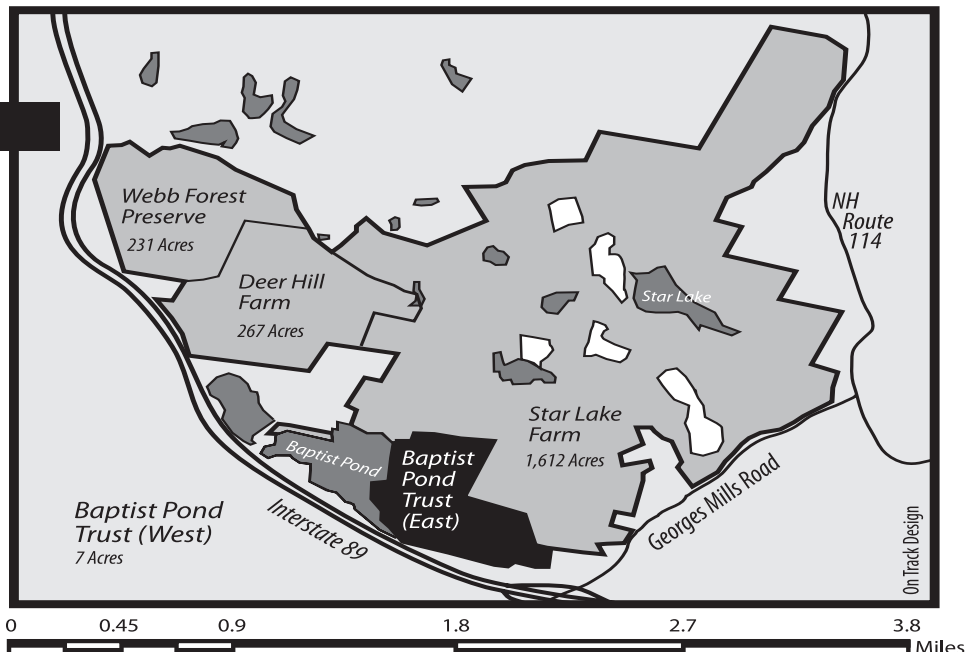 Webb Forest
Preserve
231 Acres
NH
Route
114
Deer Hill
Farm
267 Acres
Star Lake
Star Lake
Farm
1,612 Acres
Baptist Pond
Baptist
Pond
Trust
(East)
Baptist Pond
Trust (West)
7 Acres
Interstate 89
Georges Mills Road
On Track Design
0 0.45 0.9 1.8 2.7 3.8
Miles